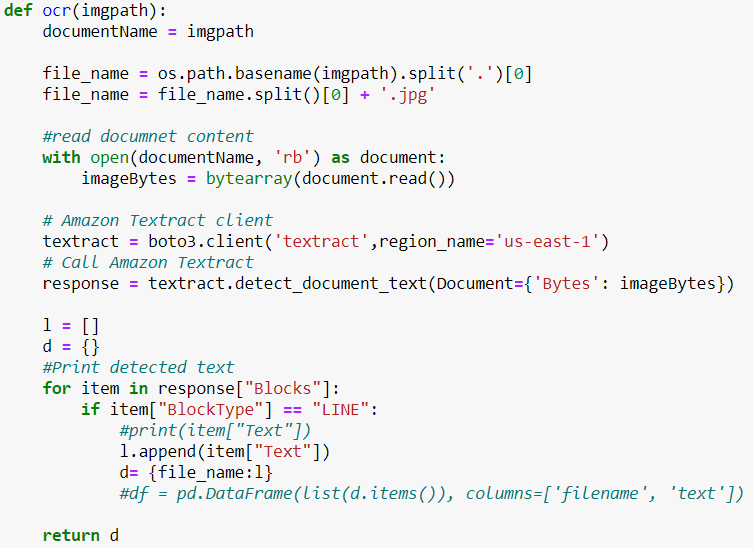 def ocr(imgpath):
    documentName = imgpath

    file_name = os.path.basename(imgpath).split('.')[0]
    file_name = file_name.split()[0] + '.jpg'

    #read documnet content
    with open(documentName, 'rb') as document:
        imageBytes = bytearray(document.read())

    # Amazon Textract client
    textract = boto3.client('textract',region_name='us-east-1')
    # Call Amazon Textract
    response = textract.detect_document_text(Document={'Bytes': imageBytes})

    l = []
    d = {}
    #Print detected text
    for item in response["Blocks"]:
        if item["BlockType"] == "LINE":
            #print(item["Text"])
            l.append(item["Text"])
            d= {file_name:l}
            #df = pd.DataFrame(list(d.items()), columns=['filename', 'text'])

    return d